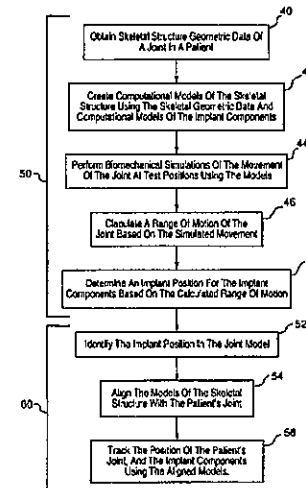 40
Obtain Skeletal Structure Geometric Data Of
A Joint In A Patient
4
Create Computational Models Of The Skeletal
Structure Using The Skeletal Geometric Data And
Computational Models Of The Implant Components
44
Perform Biomechanical Simulations Of The Movement
Of The Joint At Test Positions Using The Models
50
46
Claculate A Range Of Motion Of The
Joint Based On The Simulated Movement
Determine An Implant Position For The Implant
Components Based On The Calculated Range Of Motion
52
Identify The Implant Position In The Joint Model
54
Align The Models Of The Skeletal
Structure With The Patient's Joint
60
56
Track The Position Of The Patient's
Joint, And The Implant Components
Using The Aligned Models.